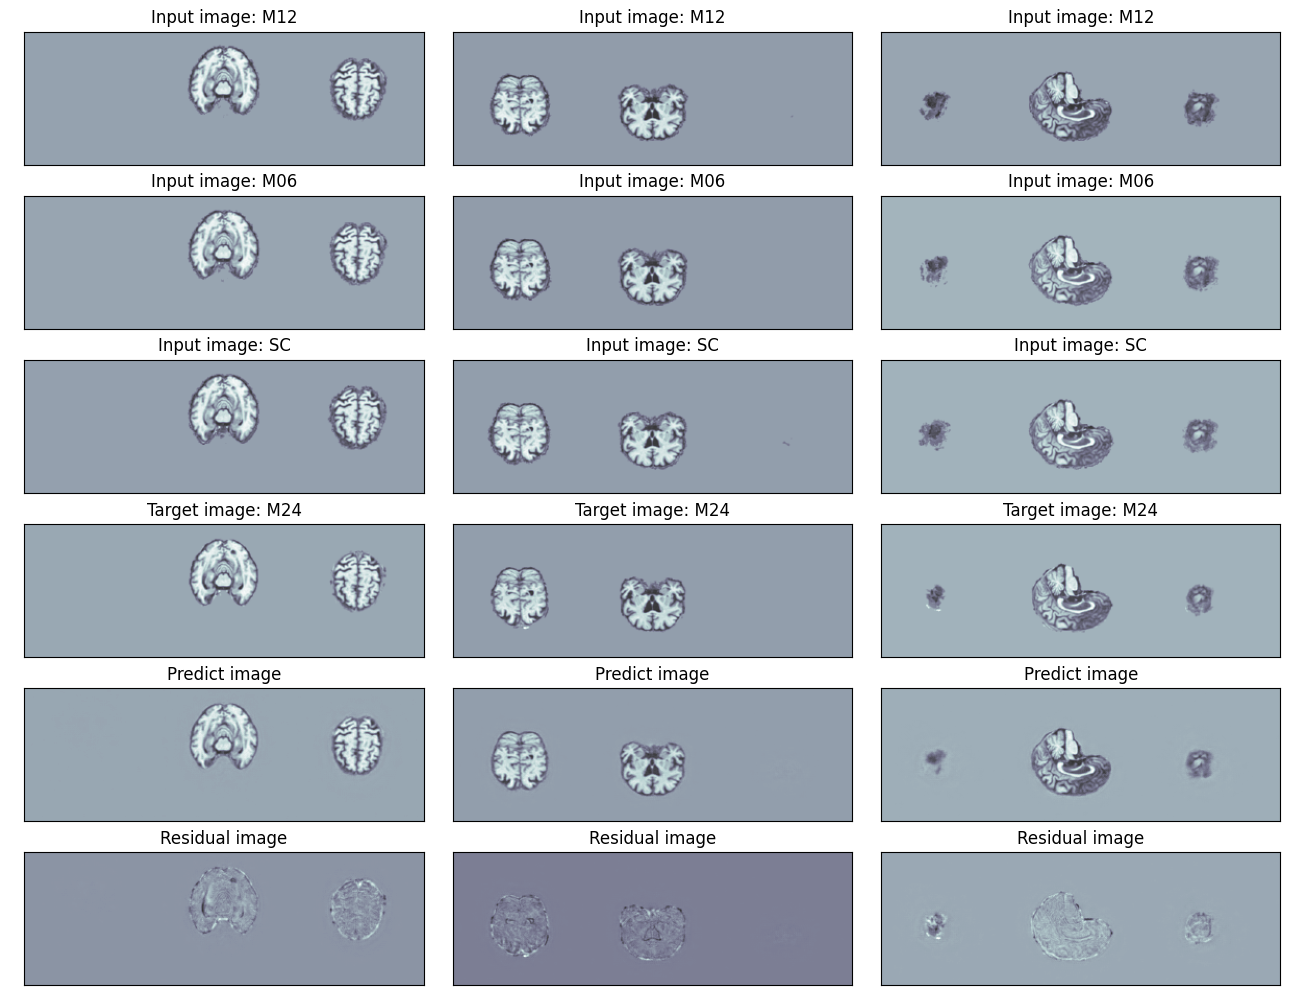 Input image: M12 Input image: M12 Input image: M12
Input image: M06 Input image: M06 Input image: M06
Input image: SC Input image: SC Input image: SC
Target image: M24 Target image: M24 Target image: M24
Predict image Predict image Predict image
Residual image Residual image Residual image